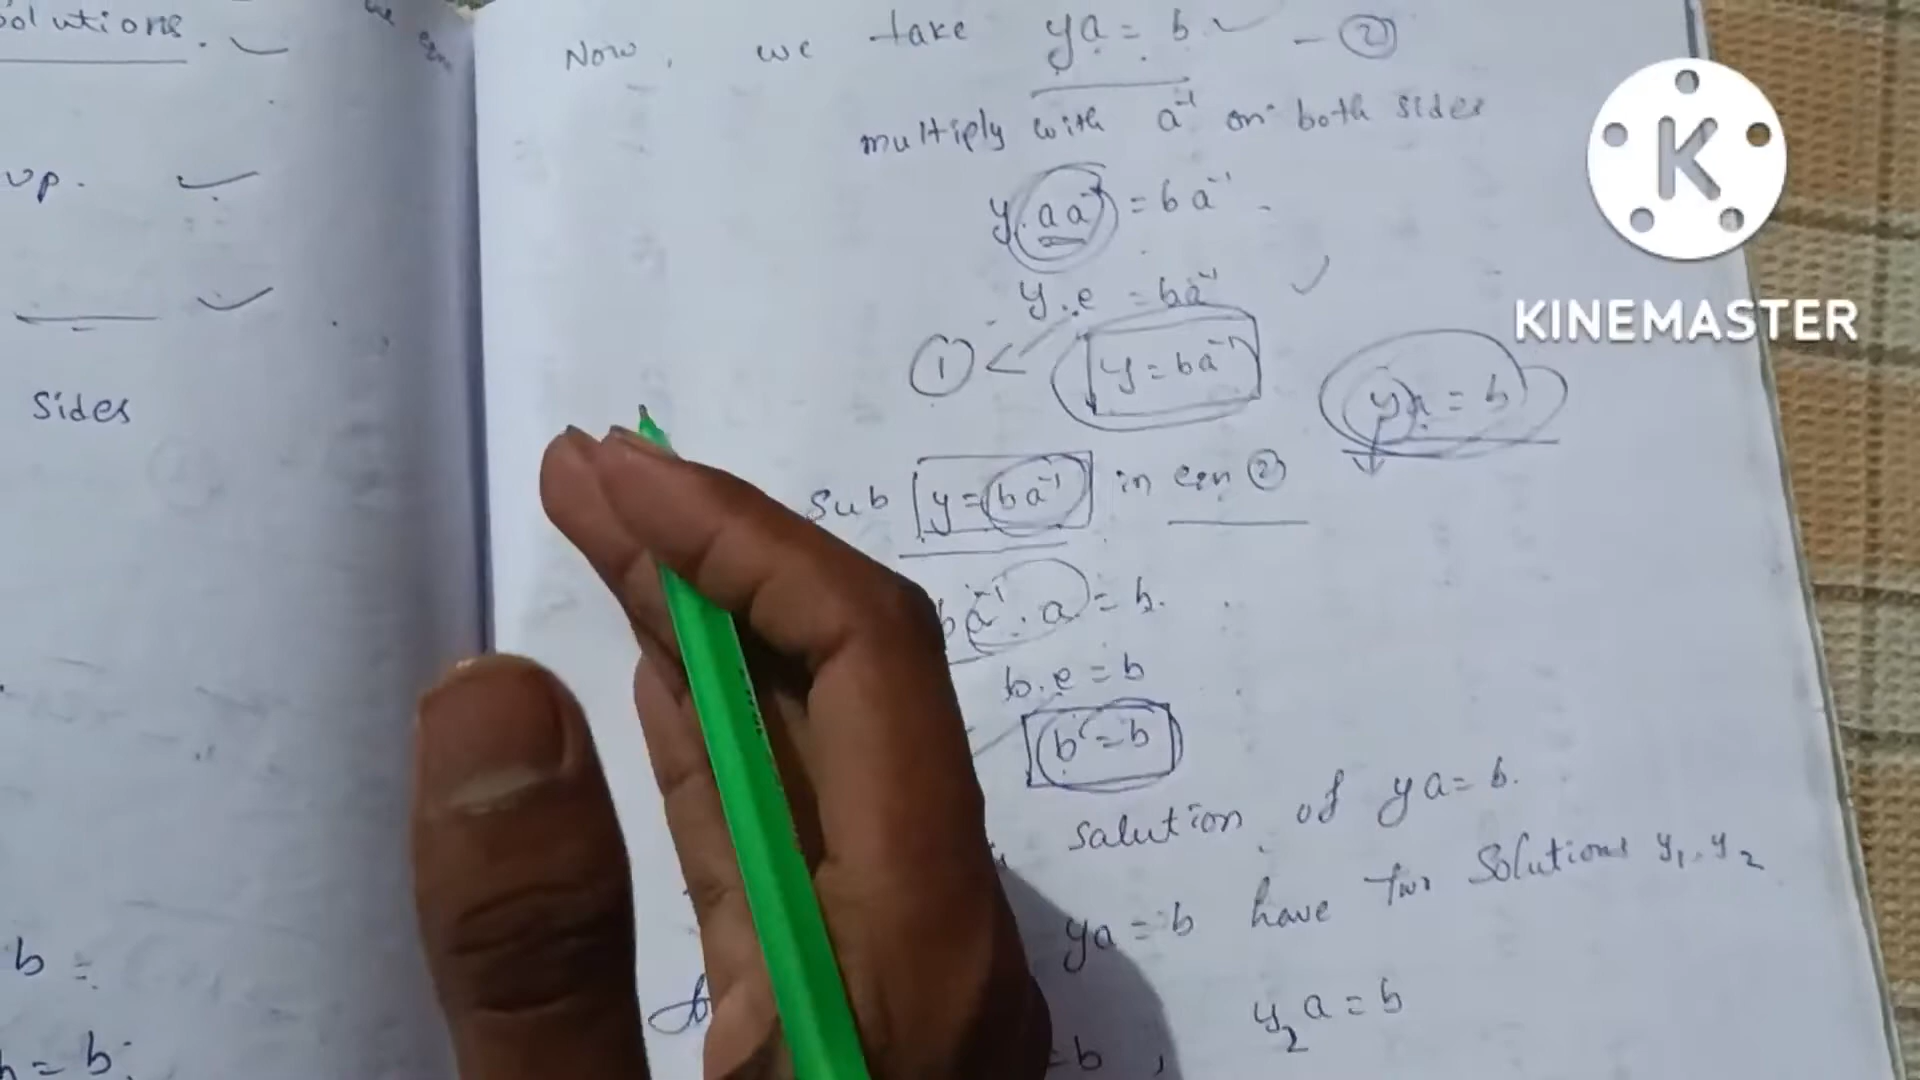 solutions.
up.
Sides
b =
= b
Now, we take ya = b - ②
multiply with a⁻¹ on both sides
y.aa⁻¹ = ba⁻¹
y.e = ba⁻¹
① y = ba⁻¹
ya = b
Sub y = ba⁻¹ in eqn ②
ba⁻¹.a = b.
b.e = b
b = b
salution of ya = b.
ya = b have two Solutions y₁, y₂
= b , y₂a = b
K
KINEMASTER